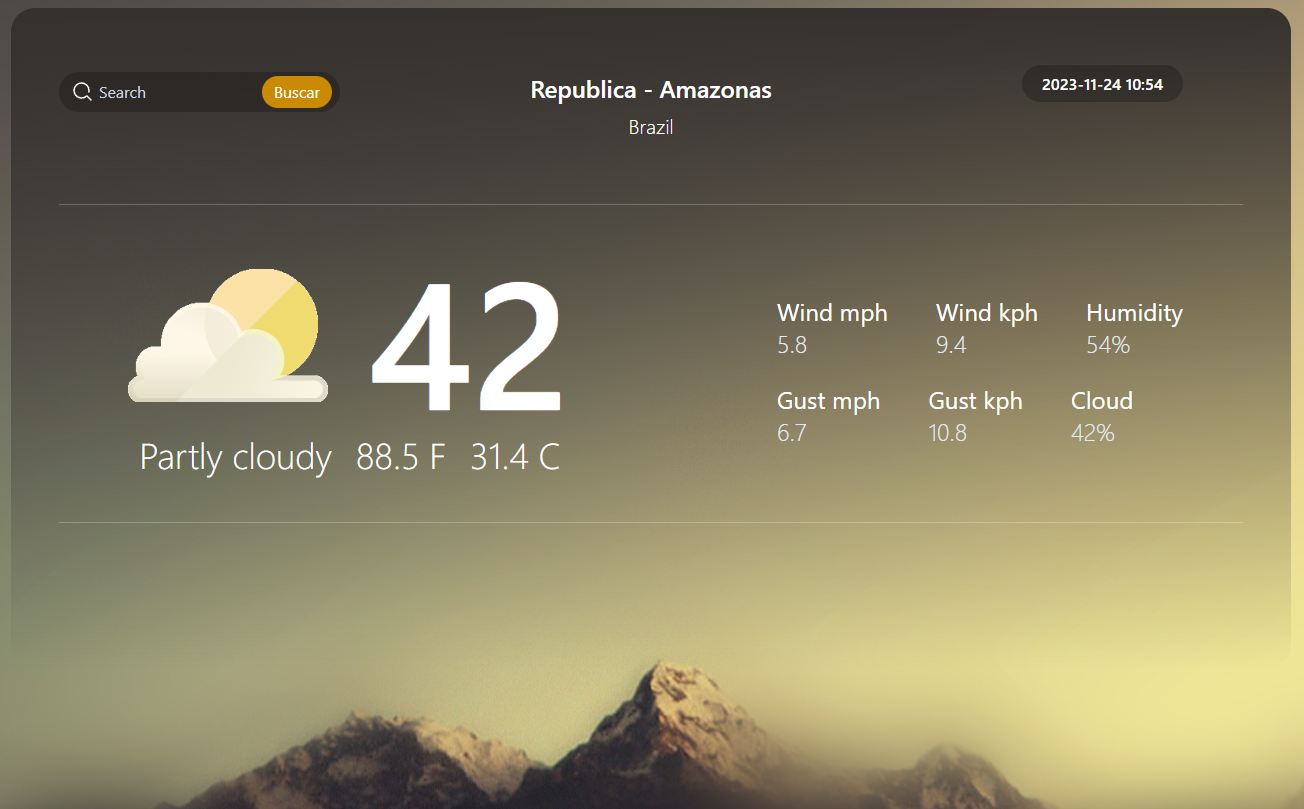 Search
Buscar
Republica - Amazonas
Brazil
2023-11-24 10:54
42
Partly cloudy 88.5 F 31.4 C
Wind mph Wind kph Humidity
5.8 9.4 54%
Gust mph Gust kph Cloud
6.7 10.8 42%